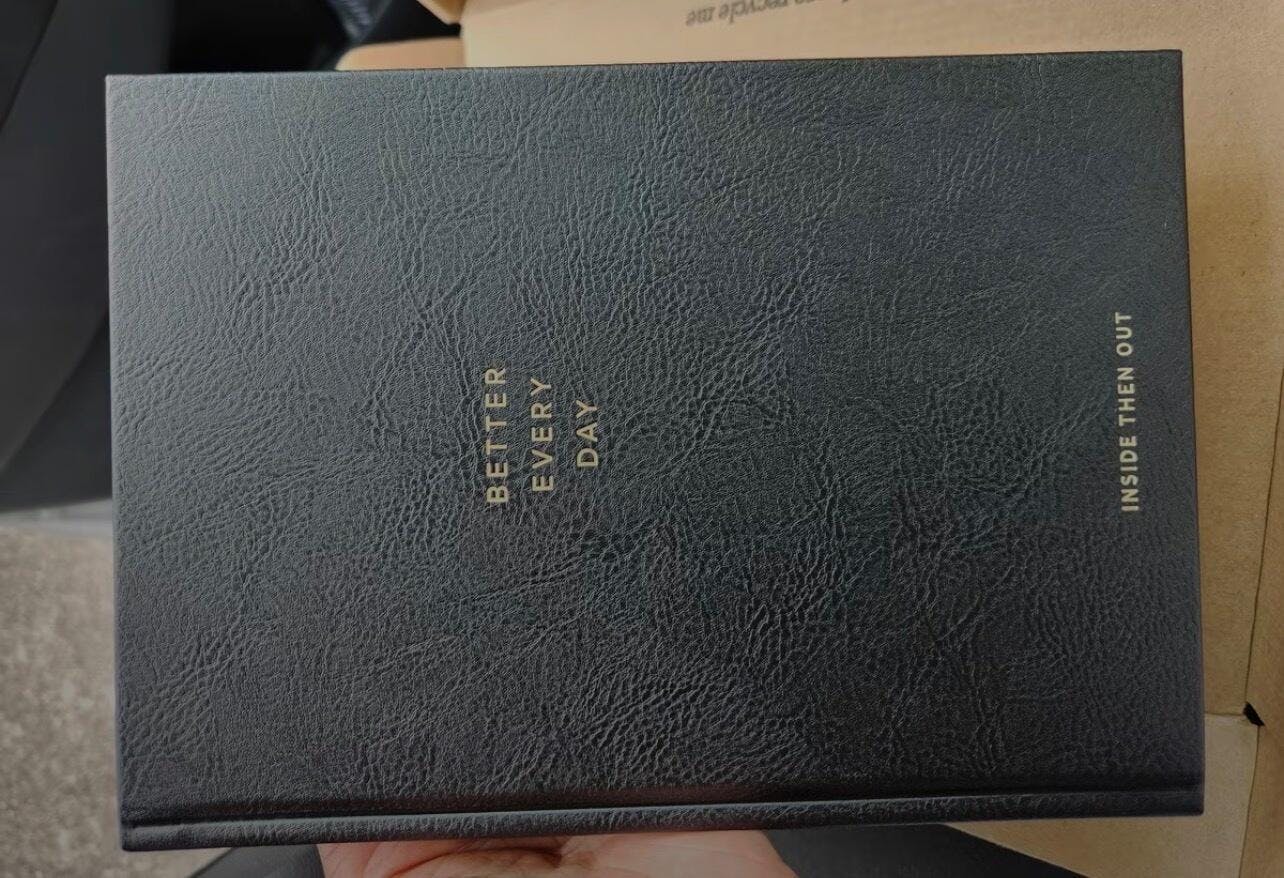 BETTER
EVERY
DAY
INSIDE THEN OUT
recycle me